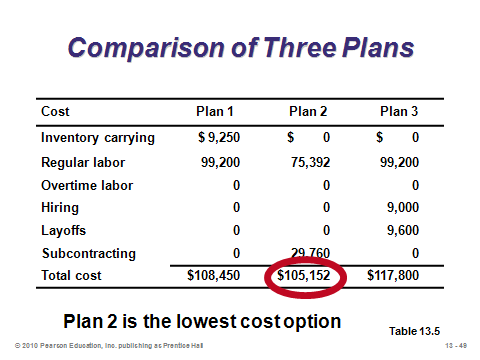 Comparison of Three Plans
Cost Plan 1 Plan 2 Plan 3
Inventory carrying $ 9,250 $ 0 $ 0
Regular labor 99,200 75,392 99,200
Overtime labor 0 0 0
Hiring 0 0 9,000
Layoffs 0 0 9,600
Subcontracting 0 29,760 0
Total cost $108,450 $105,152 $117,800
Plan 2 is the lowest cost option
Table 13.5
© 2010 Pearson Education, Inc. publishing as Prentice Hall
13 - 49